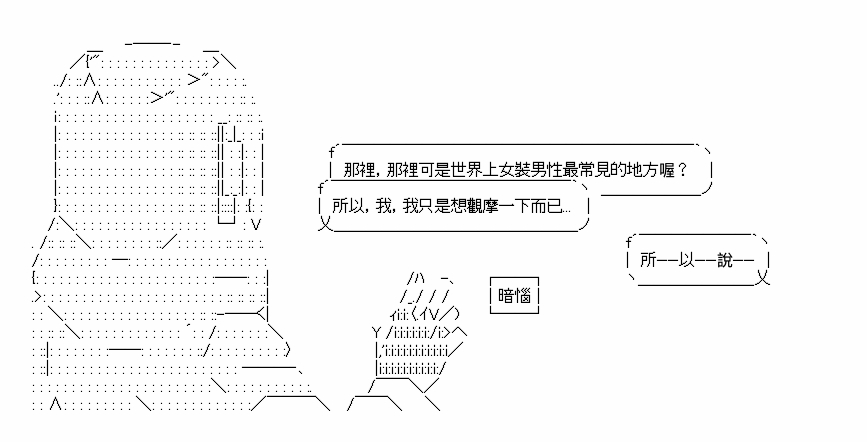 那裡，那裡可是世界上女裝男性最常見的地方喔？
所以，我，我只是想觀摩一下而已...
所——以——說——
暗惱